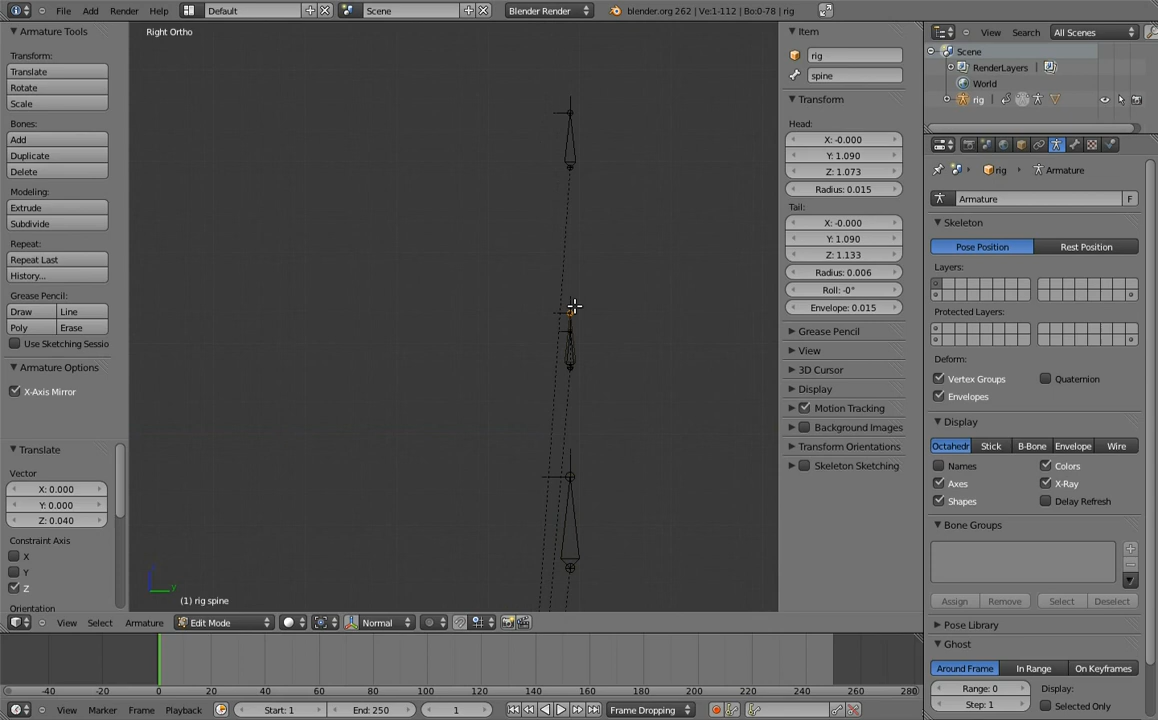 File Add Render Help Default Scene Blender Render blender.org 262 | Ve:1-112 | Bo:0-78 | rig
Armature Tools
Transform:
Translate
Rotate
Scale
Bones:
Add
Duplicate
Delete
Modeling:
Extrude
Subdivide
Repeat:
Repeat Last
History...
Grease Pencil:
Draw Line
Poly Erase
Use Sketching Sessio
Armature Options
X-Axis Mirror
Translate
Vector
X: 0.000
Y: 0.000
Z: 0.040
Constraint Axis
X
Y
Z
Orientation
Right Ortho
(1) rig spine
Item
rig
spine
Transform
Head:
X: -0.000
Y: 1.090
Z: 1.073
Radius: 0.015
Tail:
X: -0.000
Y: 1.090
Z: 1.133
Radius: 0.006
Roll: -0°
Envelope: 0.015
Grease Pencil
View
3D Cursor
Display
Motion Tracking
Background Images
Transform Orientations
Skeleton Sketching
View Search All Scenes
Scene
RenderLayers
World
rig
rig Armature
Armature F
Skeleton
Pose Position Rest Position
Layers:
Protected Layers:
Deform:
Vertex Groups Quaternion
Envelopes
Display
Octahedr Stick B-Bone Envelope Wire
Names Colors
Axes X-Ray
Shapes Delay Refresh
Bone Groups
Assign Remove Select Deselect
Pose Library
Ghost
Around Frame In Range On Keyframes
Range: 0 Display:
Step: 1 Selected Only
View Select Armature Edit Mode Normal
-40 -20 0 20 40 60 80 100 120 140 160 180 200 220 240 260 280
View Marker Frame Playback Start: 1 End: 250 1 Frame Dropping